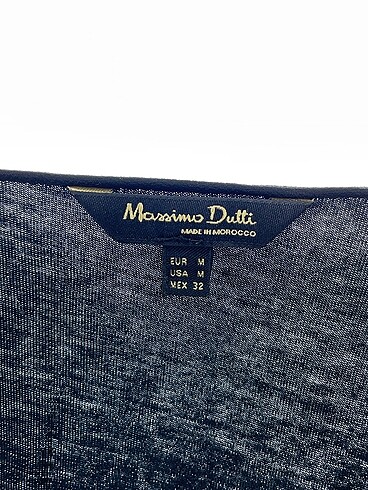 Massimo Dutti
MADE IN MOROCCO
EUR M
USA M
MEX 32